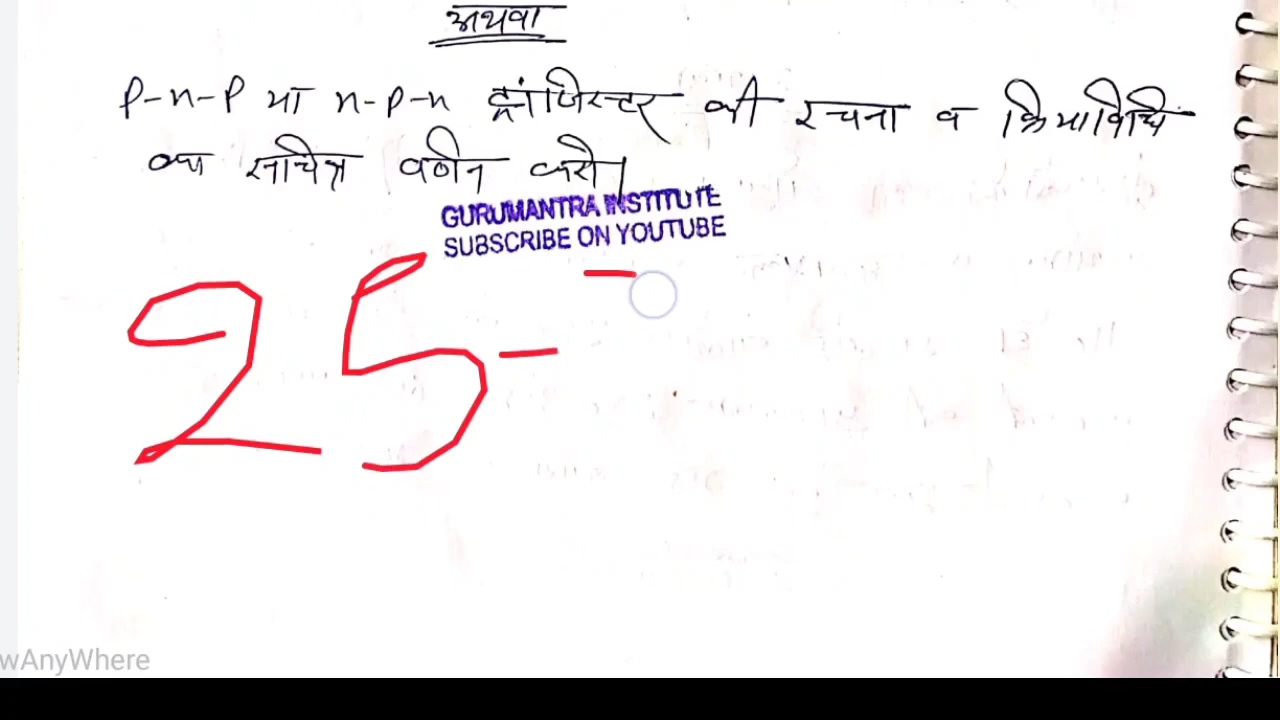 अथवा
P-n-P या n-p-n ट्रांजिस्टर की रचना व क्रियाविधि
का सचित्र वर्णन करो।
GURUMANTRA INSTITUTE
SUBSCRIBE ON YOUTUBE
25
wAnyWhere